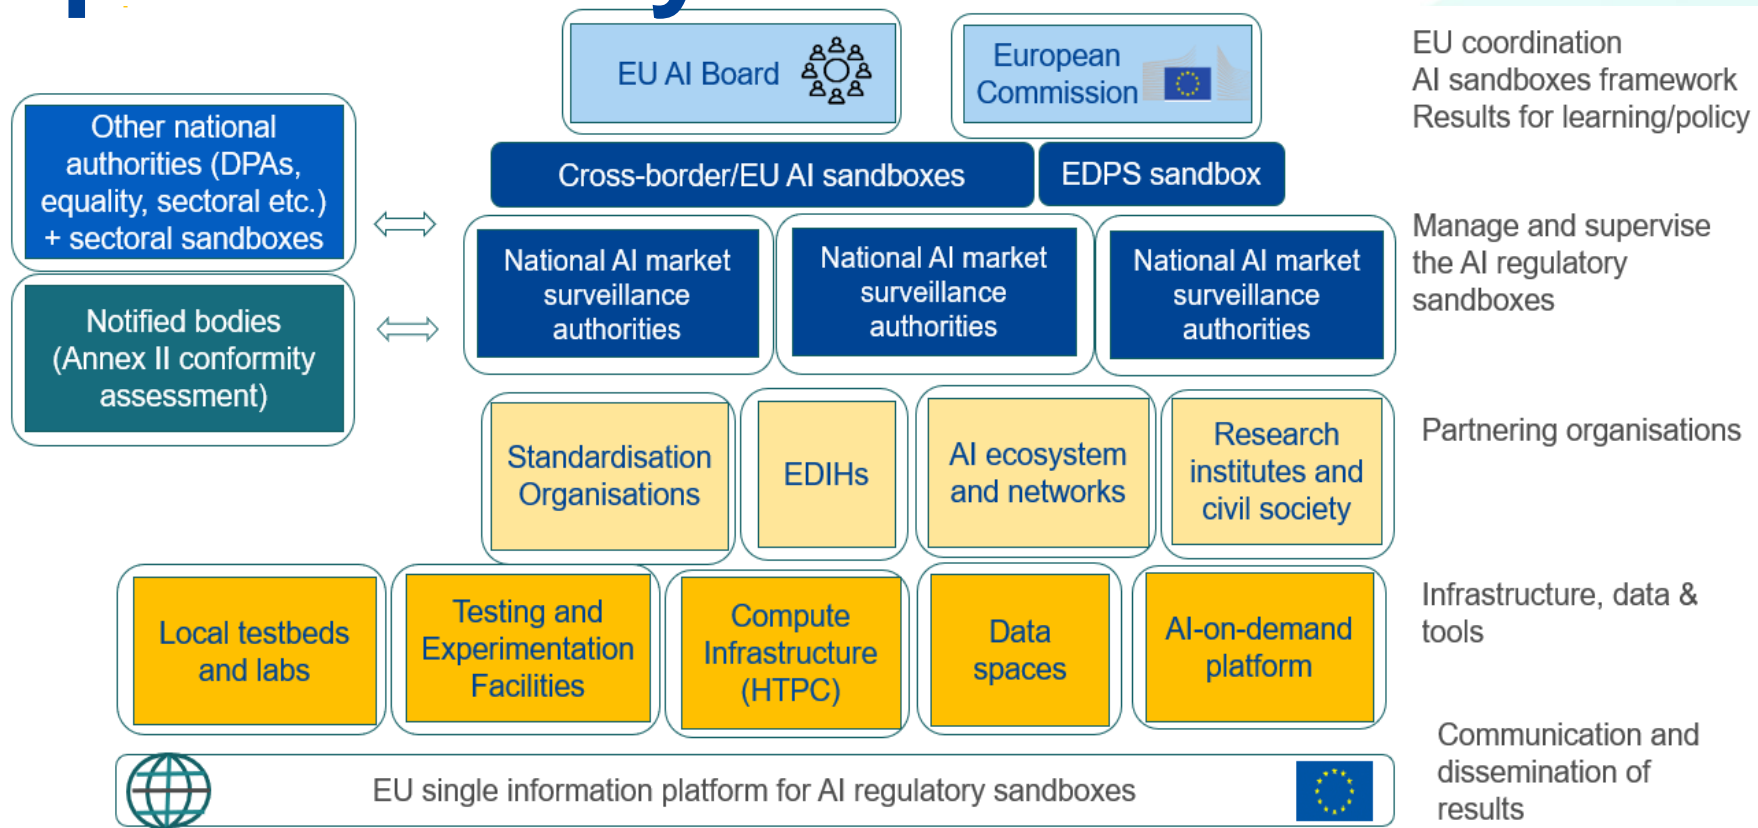 EU AI Board
European
Commission
EU coordination
AI sandboxes framework
Results for learning/policy
Other national
authorities (DPAs,
equality, sectoral etc.)
+ sectoral sandboxes
Cross-border/EU AI sandboxes
EDPS sandbox
National AI market
surveillance
authorities
National AI market
surveillance
authorities
National AI market
surveillance
authorities
Manage and supervise
the AI regulatory
sandboxes
Notified bodies
(Annex II conformity
assessment)
Standardisation
Organisations
EDIHs
AI ecosystem
and networks
Research
institutes and
civil society
Partnering organisations
Local testbeds
and labs
Testing and
Experimentation
Facilities
Compute
Infrastructure
(HTPC)
Data
spaces
AI-on-demand
platform
Infrastructure, data &
tools
EU single information platform for AI regulatory sandboxes
Communication and
dissemination of
results